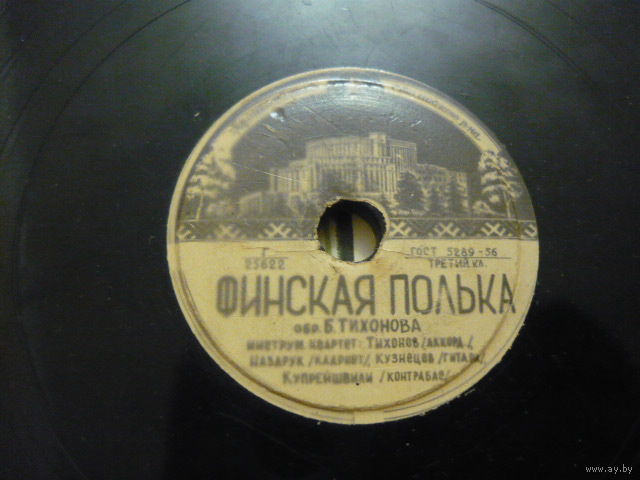 Г
25622
ГОСТ 5289-56
ТРЕТИЙ КЛ.
ФИНСКАЯ ПОЛЬКА
ОБР. Б. ТИХОНОВА
ИНСТРУМ. КВАРТЕТ: ТИХОНОВ /АККОРД/,
НАЗАРУК /КЛАРНЕТ/, КУЗНЕЦОВ /ГИТАРА/,
КУПРЕЙШВИЛИ /КОНТРАБАС/
www.ay.by